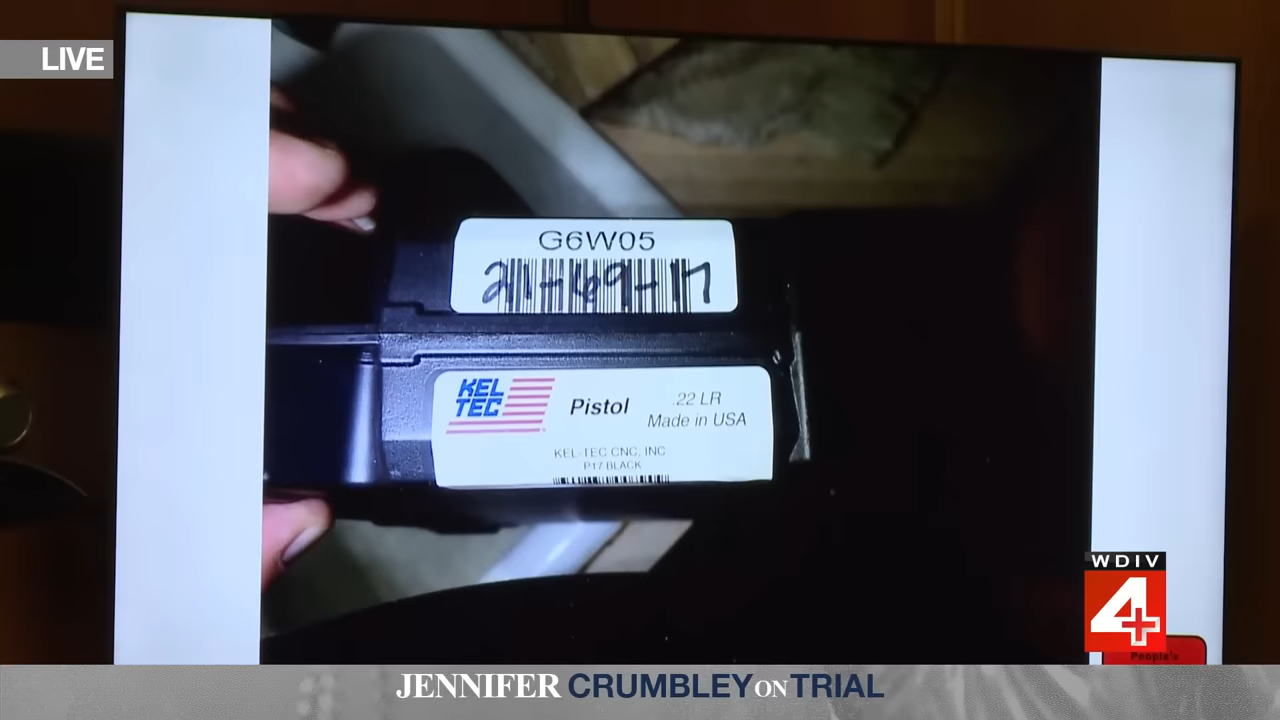 LIVE
G6W05
21-69-17
KEL
TEC
Pistol
.22 LR
Made in USA
KEL-TEC CNC, INC
P17 BLACK
WDIV
4+
People's
JENNIFER CRUMBLEY ON TRIAL